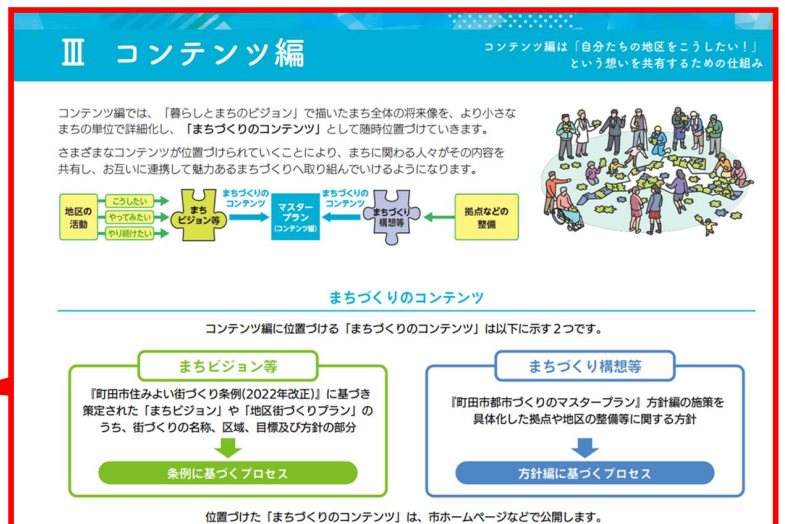 Ⅲ コンテンツ編
コンテンツ編は「自分たちの地区をこうしたい！」
という想いを共有するための仕組み
コンテンツ編では、「暮らしとまちのビジョン」で描いたまち全体の将来像を、より小さな
まちの単位で詳細化し、「まちづくりのコンテンツ」として随時位置づけていきます。
さまざまなコンテンツが位置づけられていくことにより、まちに関わる人々がその内容を
共有し、お互いに連携して魅力あるまちづくりへ取り組んでいけるようになります。
地区の
活動
こうしたい
やってみたい
やり続けたい
まち
ビジョン等
まちづくりの
コンテンツ
マスター
プラン
(コンテンツ編)
まちづくりの
コンテンツ
まちづくり
構想等
拠点などの
整備
まちづくりのコンテンツ
コンテンツ編に位置づける「まちづくりのコンテンツ」は以下に示す２つです。
まちビジョン等
『町田市住みよい街づくり条例(2022年改正)』に基づき
策定された「まちビジョン」や「地区街づくりプラン」の
うち、街づくりの名称、区域、目標及び方針の部分
条例に基づくプロセス
まちづくり構想等
『町田市都市づくりのマスタープラン』方針編の施策を
具体化した拠点や地区の整備等に関する方針
方針編に基づくプロセス
位置づけた「まちづくりのコンテンツ」は、市ホームページなどで公開します。